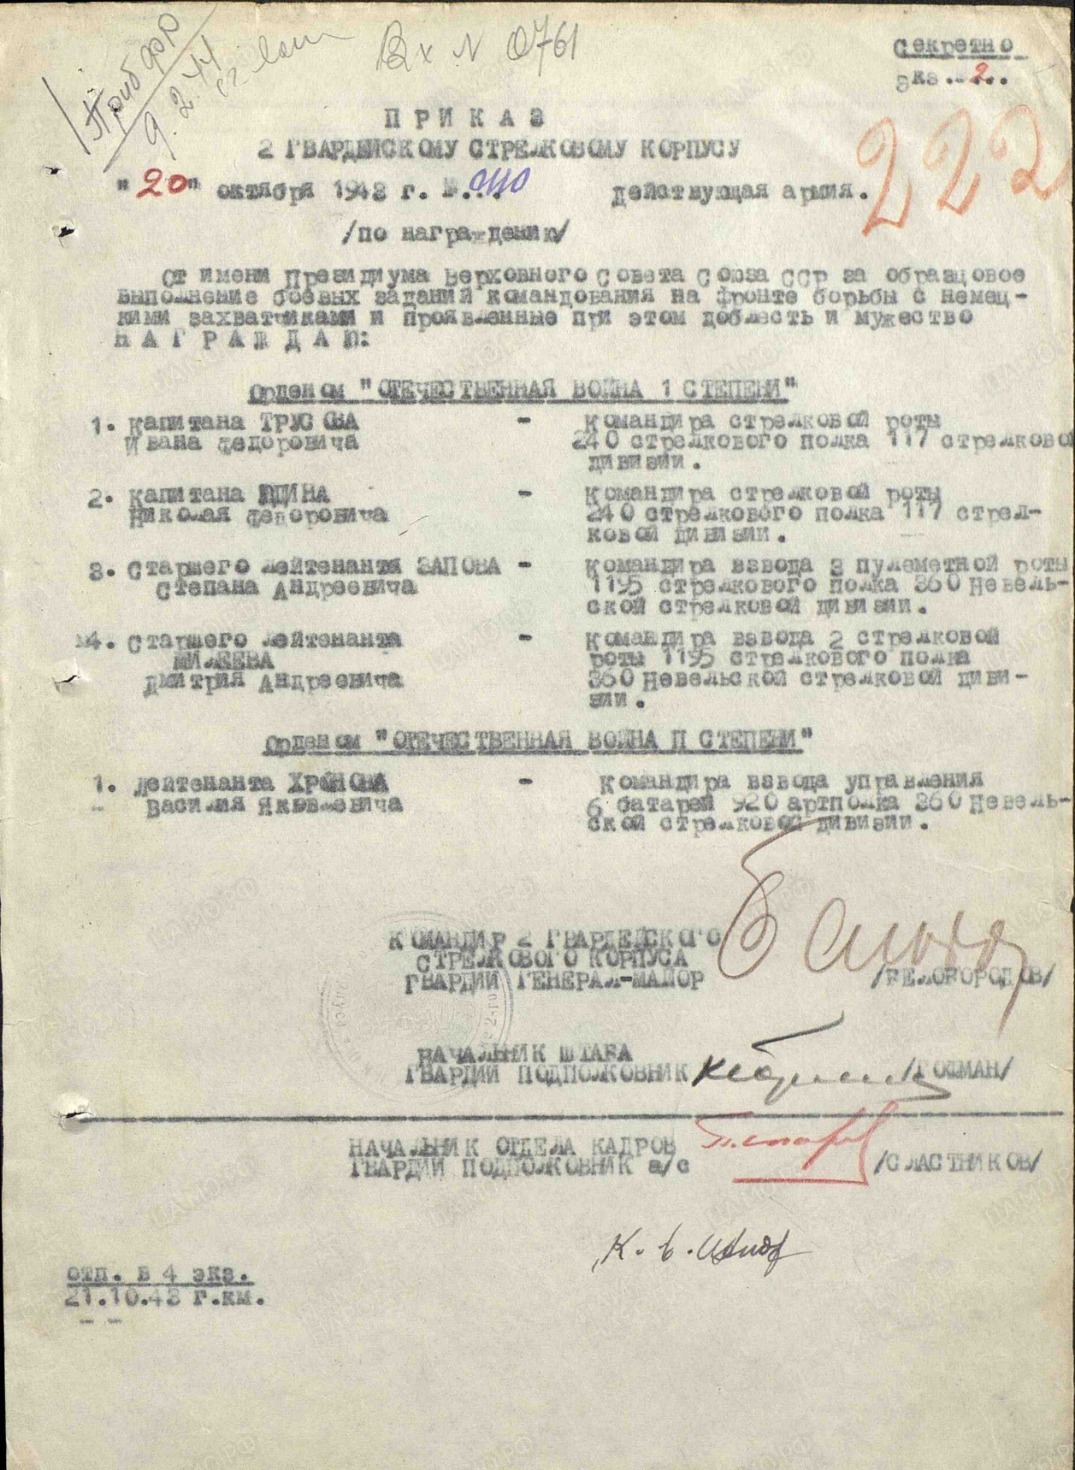 Вх N 0761
Секретно
экз...2..
Приб фр
9.2.44
222
П Р И К А З
2 ГВАРДЕЙСКОМУ СТРЕЛКОВОМУ КОРПУСУ
"20" октября 1943 г. №... действующая армия.
/по награждению/
От имени Президиума Верховного Совета Союза ССР за образцовое
выполнение боевых заданий командования на фронте борьбы с немец-
кими захватчиками и проявленные при этом доблесть и мужество
Н А Г Р А Ж Д А Ю:
Орденом "ОТЕЧЕСТВЕННАЯ ВОЙНА 1 СТЕПЕНИ"
1. Капитана ТРУСОВА - Командира стрелковой роты
Ивана Федоровича 240 стрелкового полка 117 стрелковой
дивизии.
2. Капитана ЮДИНА - Командира стрелковой роты
Николая Федоровича 240 стрелкового полка 117 стрел-
ковой дивизии.
3. Старшего лейтенанта ЗАПОВА - Командира взвода 3 пулеметной роты
Степана Андреевича 1195 стрелкового полка 360 Невель-
ской стрелковой дивизии.
4. Старшего лейтенанта - Командира взвода 2 стрелковой
МИЛЕЕВА роты 1195 стрелкового полка
Дмитрия Андреевича 360 Невельской стрелковой диви-
зии.
Орденом "ОТЕЧЕСТВЕННАЯ ВОЙНА П СТЕПЕНИ"
1. Лейтенанта ХРОНОВА - Командира взвода управления
Василия Яковлевича 6 батареи 920 артполка 360 Невель-
ской стрелковой дивизии.
КОМАНДИР 2 ГВАРДЕЙСКОГО
СТРЕЛКОВОГО КОРПУСА
ГВАРДИИ ГЕНЕРАЛ-МАЙОР /БЕЛОБОРОДОВ/
НАЧАЛЬНИК ШТАБА
ГВАРДИИ ПОДПОЛКОВНИК /ГОФМАН/
НАЧАЛЬНИК ОТДЕЛА КАДРОВ
ГВАРДИИ ПОДПОЛКОВНИК а/с /СЛАСТНИКОВ/
отп. в 4 экз.
21.10.43 г.км.